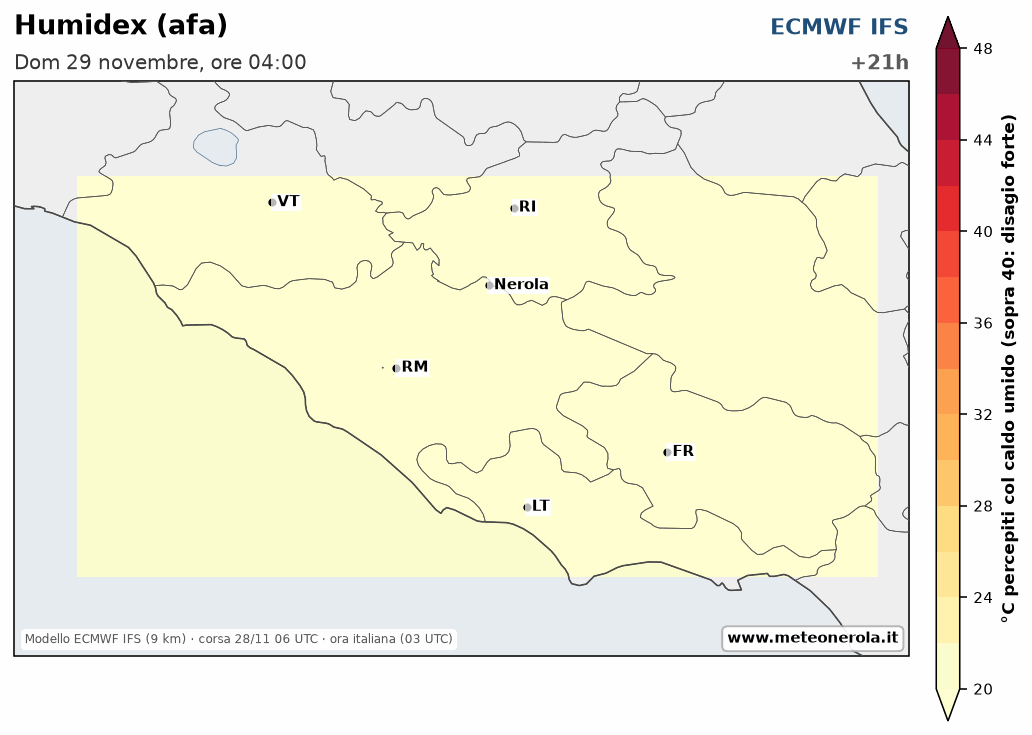 Humidex (afa)
ECMWF IFS
Dom 29 novembre, ore 04:00
+21h
VT
RI
Nerola
RM
FR
LT
Modello ECMWF IFS (9 km) · corsa 28/11 06 UTC · ora italiana (03 UTC)
www.meteonerola.it
48
44
40
36
32
28
24
20
°C percepiti col caldo umido (sopra 40: disagio forte)